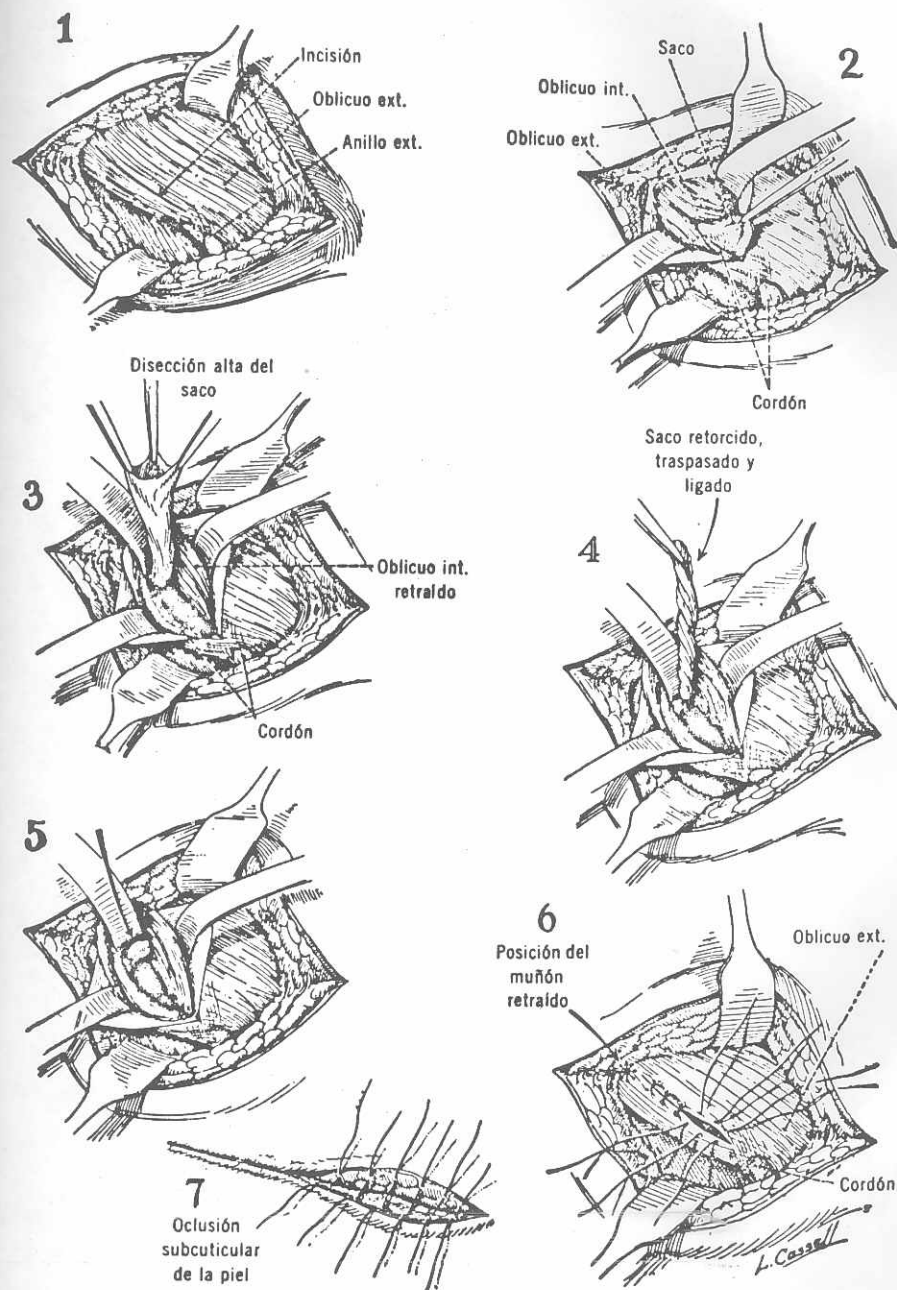 1
Incisión
Oblicuo ext.
Anillo ext.
2
Saco
Oblicuo int.
Oblicuo ext.
Cordón
3
Disección alta del
saco
Oblicuo int.
retraído
Cordón
4
Saco retorcido,
traspasado y
ligado
5
6
Posición del
muñón
retraído
Oblicuo ext.
Cordón
L. Cassell
7
Oclusión
subcuticular
de la piel